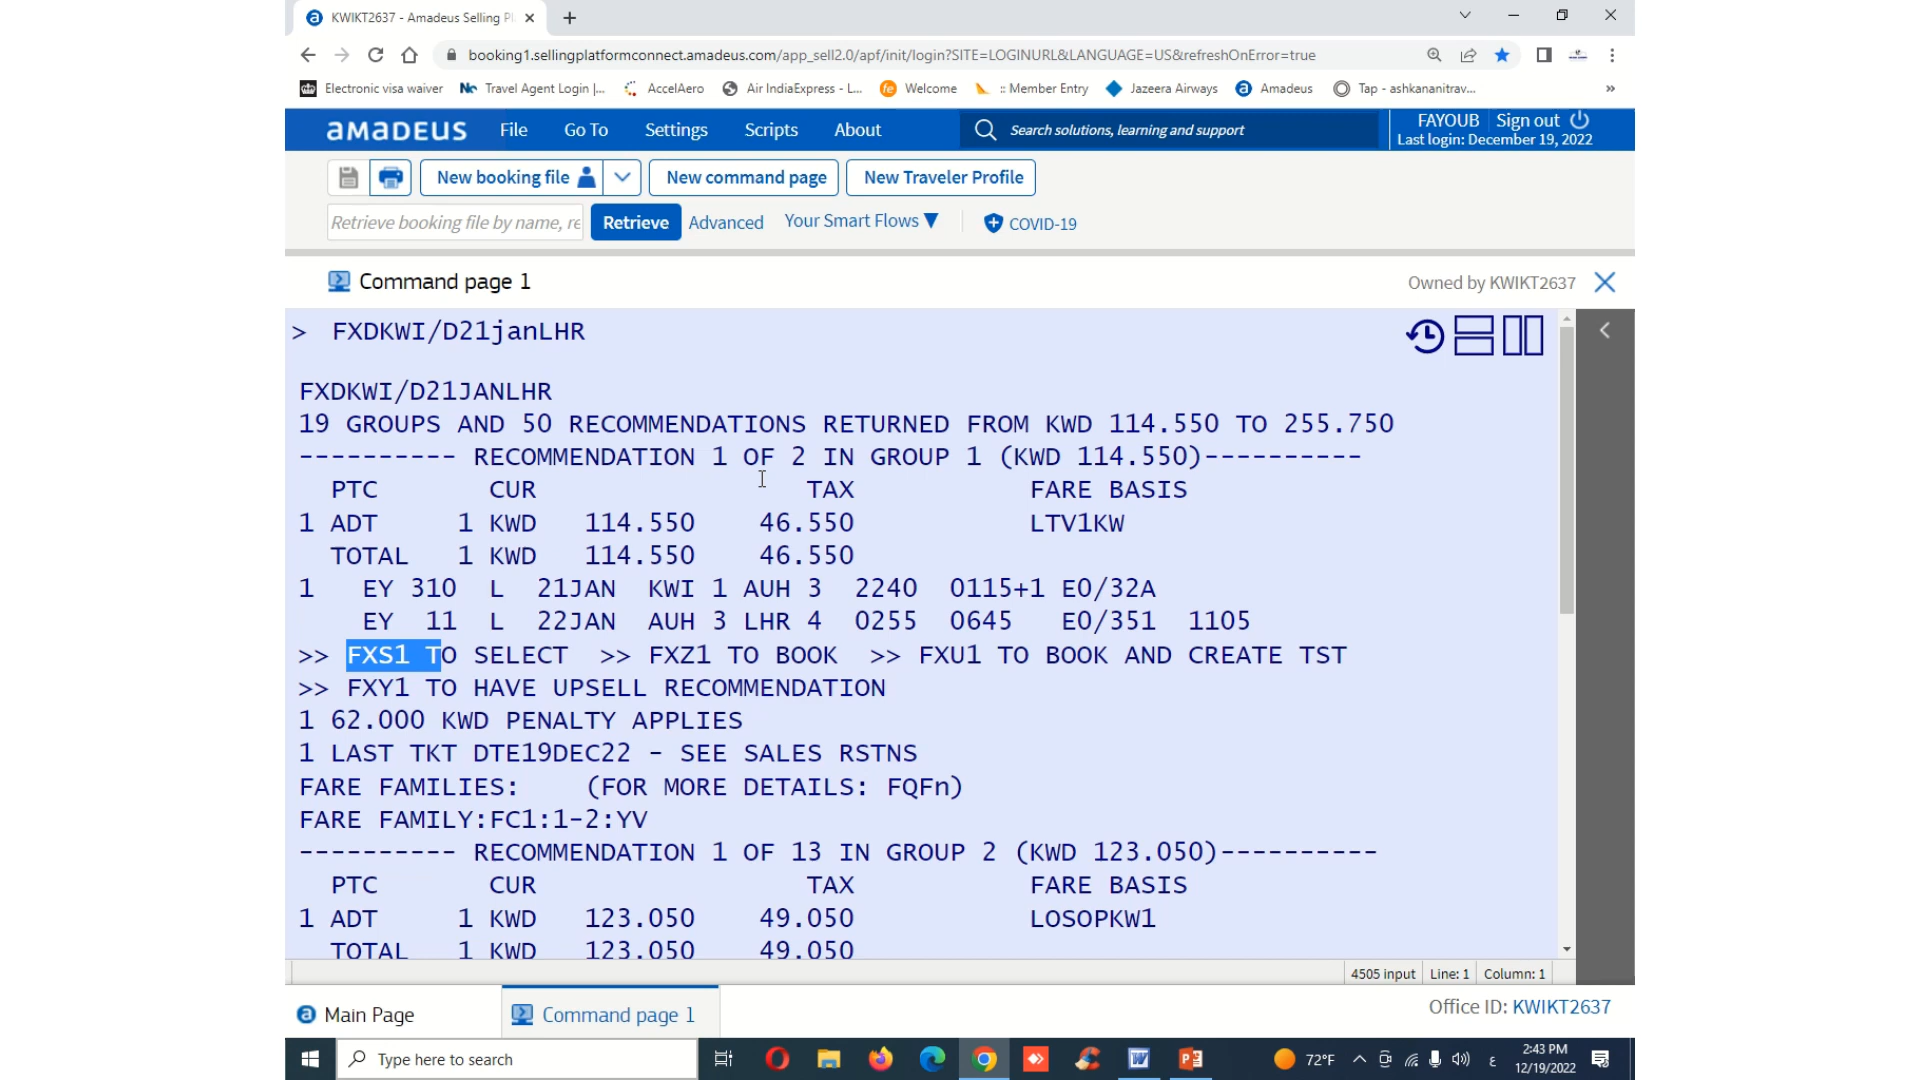 KWIKT2637 - Amadeus Selling Pl
booking1.sellingplatformconnect.amadeus.com/app_sell2.0/apf/init/login?SITE=LOGINURL&LANGUAGE=US&refreshOnError=true
Electronic visa waiver Travel Agent Login |... AccelAero Air IndiaExpress - L... Welcome :: Member Entry Jazeera Airways Amadeus Tap - ashkananitrav... »
amadeus File Go To Settings Scripts About Search solutions, learning and support FAYOUB Sign out
Last login: December 19, 2022
New booking file New command page New Traveler Profile
Retrieve booking file by name, re Retrieve Advanced Your Smart Flows COVID-19
Command page 1 Owned by KWIKT2637
> FXDKWI/D21janLHR
FXDKWI/D21JANLHR
19 GROUPS AND 50 RECOMMENDATIONS RETURNED FROM KWD 114.550 TO 255.750
---------- RECOMMENDATION 1 OF 2 IN GROUP 1 (KWD 114.550)----------
PTC CUR TAX FARE BASIS
1 ADT 1 KWD 114.550 46.550 LTV1KW
TOTAL 1 KWD 114.550 46.550
1 EY 310 L 21JAN KWI 1 AUH 3 2240 0115+1 E0/32A
EY 11 L 22JAN AUH 3 LHR 4 0255 0645 E0/351 1105
>> FXS1 TO SELECT >> FXZ1 TO BOOK >> FXU1 TO BOOK AND CREATE TST
>> FXY1 TO HAVE UPSELL RECOMMENDATION
1 62.000 KWD PENALTY APPLIES
1 LAST TKT DTE19DEC22 - SEE SALES RSTNS
FARE FAMILIES: (FOR MORE DETAILS: FQFn)
FARE FAMILY:FC1:1-2:YV
---------- RECOMMENDATION 1 OF 13 IN GROUP 2 (KWD 123.050)----------
PTC CUR TAX FARE BASIS
1 ADT 1 KWD 123.050 49.050 LOSOPKW1
TOTAL 1 KWD 123.050 49.050
4505 input Line: 1 Column: 1
Main Page Command page 1 Office ID: KWIKT2637
Type here to search 72°F ع 2:43 PM
12/19/2022